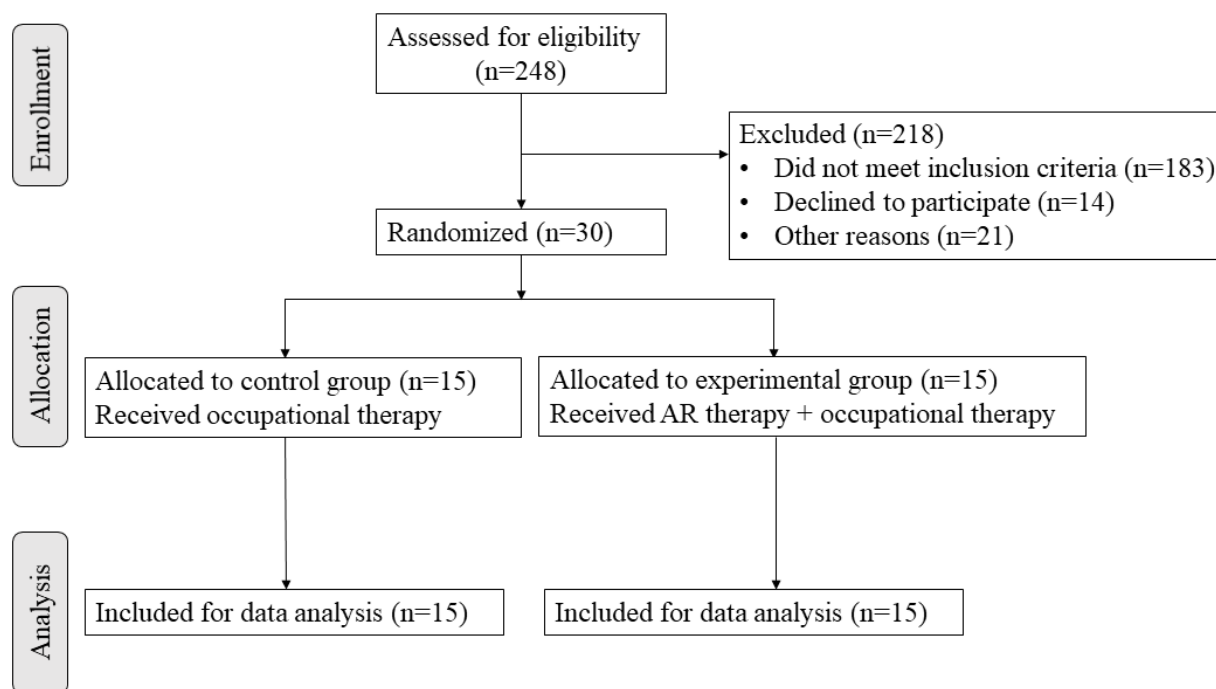 Enrollment
Assessed for eligibility
(n=248)
Excluded (n=218)
• Did not meet inclusion criteria (n=183)
• Declined to participate (n=14)
• Other reasons (n=21)
Randomized (n=30)
Allocation
Allocated to control group (n=15)
Received occupational therapy
Allocated to experimental group (n=15)
Received AR therapy + occupational therapy
Analysis
Included for data analysis (n=15)
Included for data analysis (n=15)